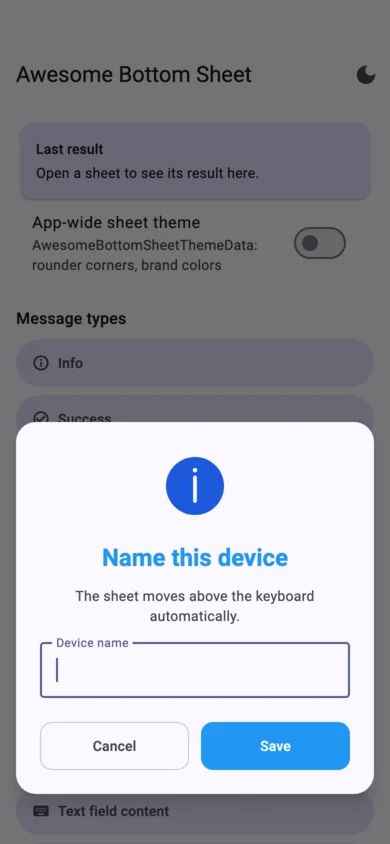 Awesome Bottom Sheet
Last result
Open a sheet to see its result here.
App-wide sheet theme
AwesomeBottomSheetThemeData:
rounder corners, brand colors
Message types
Info
Success
Name this device
The sheet moves above the keyboard
automatically.
Device name
Cancel
Save
Text field content